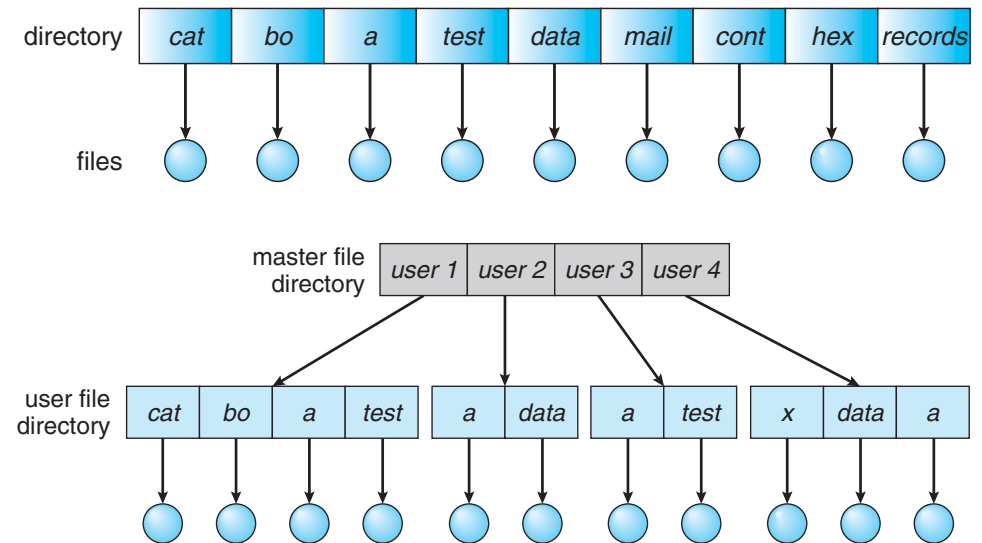 directory cat bo a test data mail cont hex records
files
master file
directory
user 1 user 2 user 3 user 4
user file
directory
cat bo a test a data a test x data a